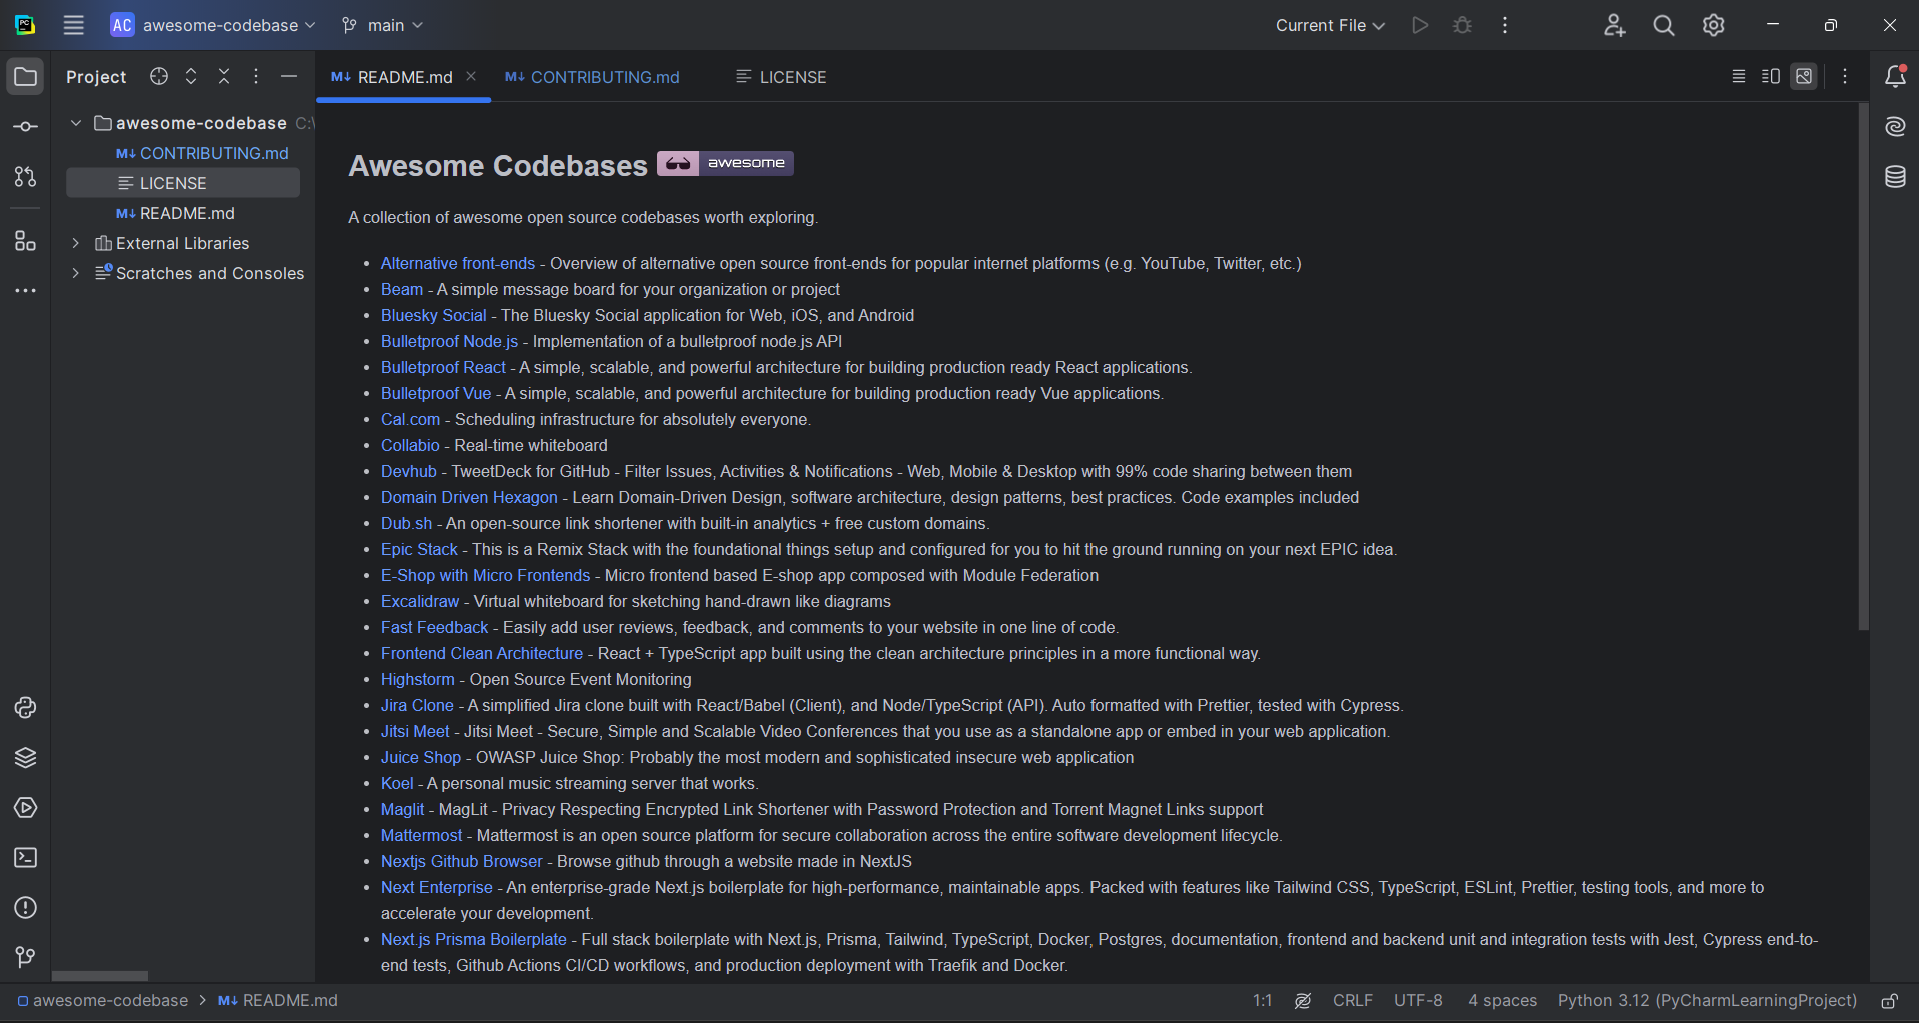 PC
AC awesome-codebase
main
Current File
Project
M↓ README.md
M↓ CONTRIBUTING.md
LICENSE
awesome-codebase C:\
M↓ CONTRIBUTING.md
LICENSE
M↓ README.md
External Libraries
Scratches and Consoles
Awesome Codebases awesome
A collection of awesome open source codebases worth exploring.
• Alternative front-ends - Overview of alternative open source front-ends for popular internet platforms (e.g. YouTube, Twitter, etc.)
• Beam - A simple message board for your organization or project
• Bluesky Social - The Bluesky Social application for Web, iOS, and Android
• Bulletproof Node.js - Implementation of a bulletproof node.js API
• Bulletproof React - A simple, scalable, and powerful architecture for building production ready React applications.
• Bulletproof Vue - A simple, scalable, and powerful architecture for building production ready Vue applications.
• Cal.com - Scheduling infrastructure for absolutely everyone.
• Collabio - Real-time whiteboard
• Devhub - TweetDeck for GitHub - Filter Issues, Activities & Notifications - Web, Mobile & Desktop with 99% code sharing between them
• Domain Driven Hexagon - Learn Domain-Driven Design, software architecture, design patterns, best practices. Code examples included
• Dub.sh - An open-source link shortener with built-in analytics + free custom domains.
• Epic Stack - This is a Remix Stack with the foundational things setup and configured for you to hit the ground running on your next EPIC idea.
• E-Shop with Micro Frontends - Micro frontend based E-shop app composed with Module Federation
• Excalidraw - Virtual whiteboard for sketching hand-drawn like diagrams
• Fast Feedback - Easily add user reviews, feedback, and comments to your website in one line of code.
• Frontend Clean Architecture - React + TypeScript app built using the clean architecture principles in a more functional way.
• Highstorm - Open Source Event Monitoring
• Jira Clone - A simplified Jira clone built with React/Babel (Client), and Node/TypeScript (API). Auto formatted with Prettier, tested with Cypress.
• Jitsi Meet - Jitsi Meet - Secure, Simple and Scalable Video Conferences that you use as a standalone app or embed in your web application.
• Juice Shop - OWASP Juice Shop: Probably the most modern and sophisticated insecure web application
• Koel - A personal music streaming server that works.
• Maglit - MagLit - Privacy Respecting Encrypted Link Shortener with Password Protection and Torrent Magnet Links support
• Mattermost - Mattermost is an open source platform for secure collaboration across the entire software development lifecycle.
• Nextjs Github Browser - Browse github through a website made in NextJS
• Next Enterprise - An enterprise-grade Next.js boilerplate for high-performance, maintainable apps. Packed with features like Tailwind CSS, TypeScript, ESLint, Prettier, testing tools, and more to
accelerate your development.
• Next.js Prisma Boilerplate - Full stack boilerplate with Next.js, Prisma, Tailwind, TypeScript, Docker, Postgres, documentation, frontend and backend unit and integration tests with Jest, Cypress end-to-
end tests, Github Actions CI/CD workflows, and production deployment with Traefik and Docker.
awesome-codebase > M↓ README.md
1:1
CRLF
UTF-8
4 spaces
Python 3.12 (PyCharmLearningProject)